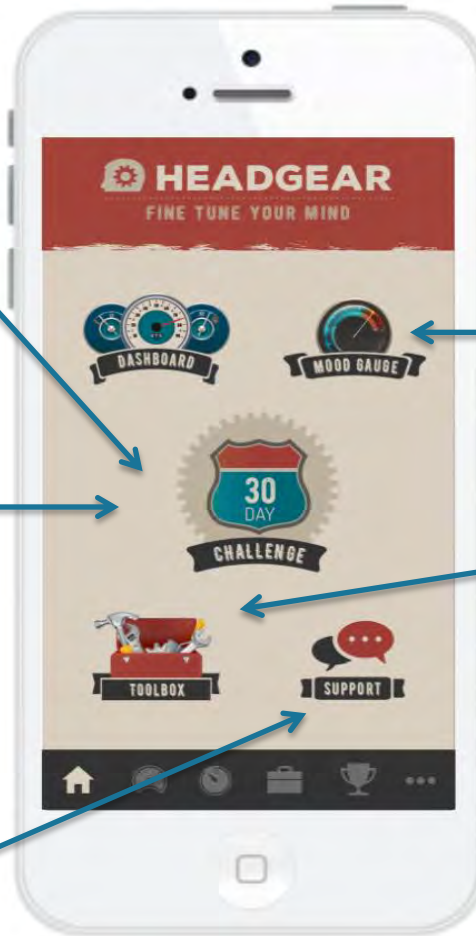 HEADGEAR
FINE TUNE YOUR MIND
DASHBOARD
MOOD GAUGE
30
DAY
CHALLENGE
TOOLBOX
SUPPORT